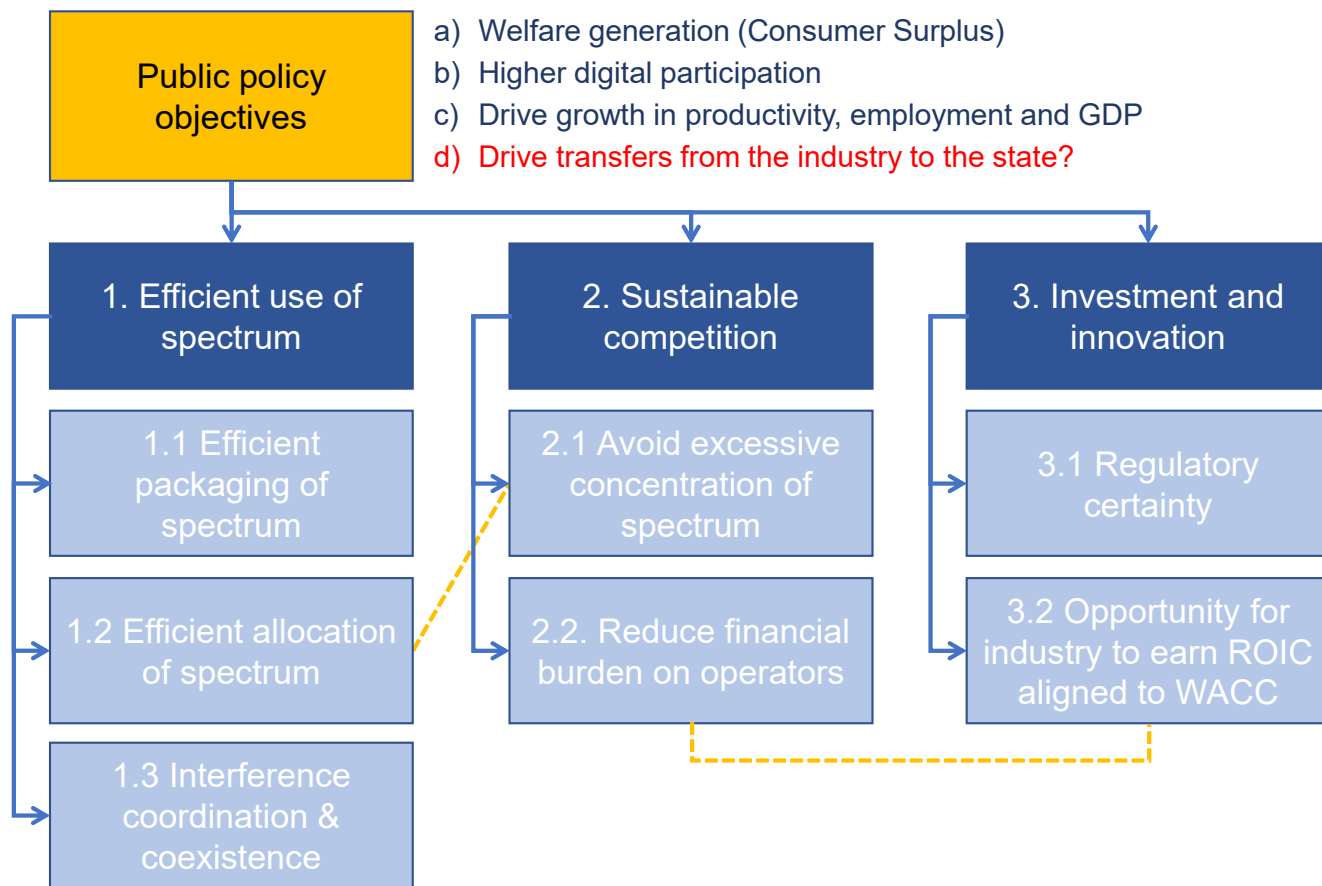 Public policy
objectives
a) Welfare generation (Consumer Surplus)
b) Higher digital participation
c) Drive growth in productivity, employment and GDP
d) Drive transfers from the industry to the state?
1. Efficient use of
spectrum
1.1 Efficient
packaging of
spectrum
1.2 Efficient allocation
of spectrum
1.3 Interference
coordination &
coexistence
2. Sustainable
competition
2.1 Avoid excessive
concentration of
spectrum
2.2. Reduce financial
burden on operators
3. Investment and
innovation
3.1 Regulatory
certainty
3.2 Opportunity for
industry to earn ROIC
aligned to WACC